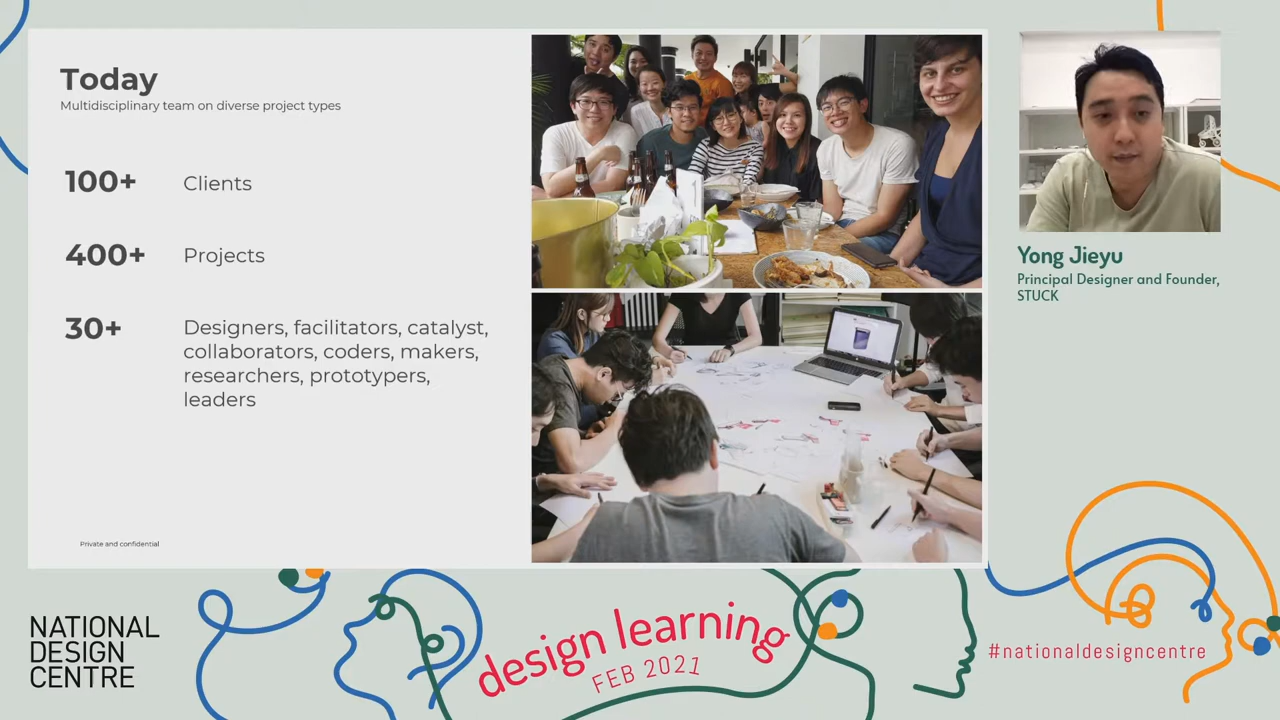 Today
Multidisciplinary team on diverse project types
100+ Clients
400+ Projects
30+ Designers, facilitators, catalyst,
collaborators, coders, makers,
researchers, prototypers,
leaders
Private and confidential
Yong Jieyu
Principal Designer and Founder,
STUCK
NATIONAL
DESIGN
CENTRE
design learning
FEB 2021
#nationaldesigncentre